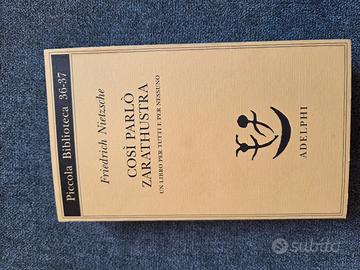 Piccola Biblioteca 36-37
Friedrich Nietzsche
COSÌ PARLÒ
ZARATHUSTRA
UN LIBRO PER TUTTI E PER NESSUNO
ADELPHI
subito